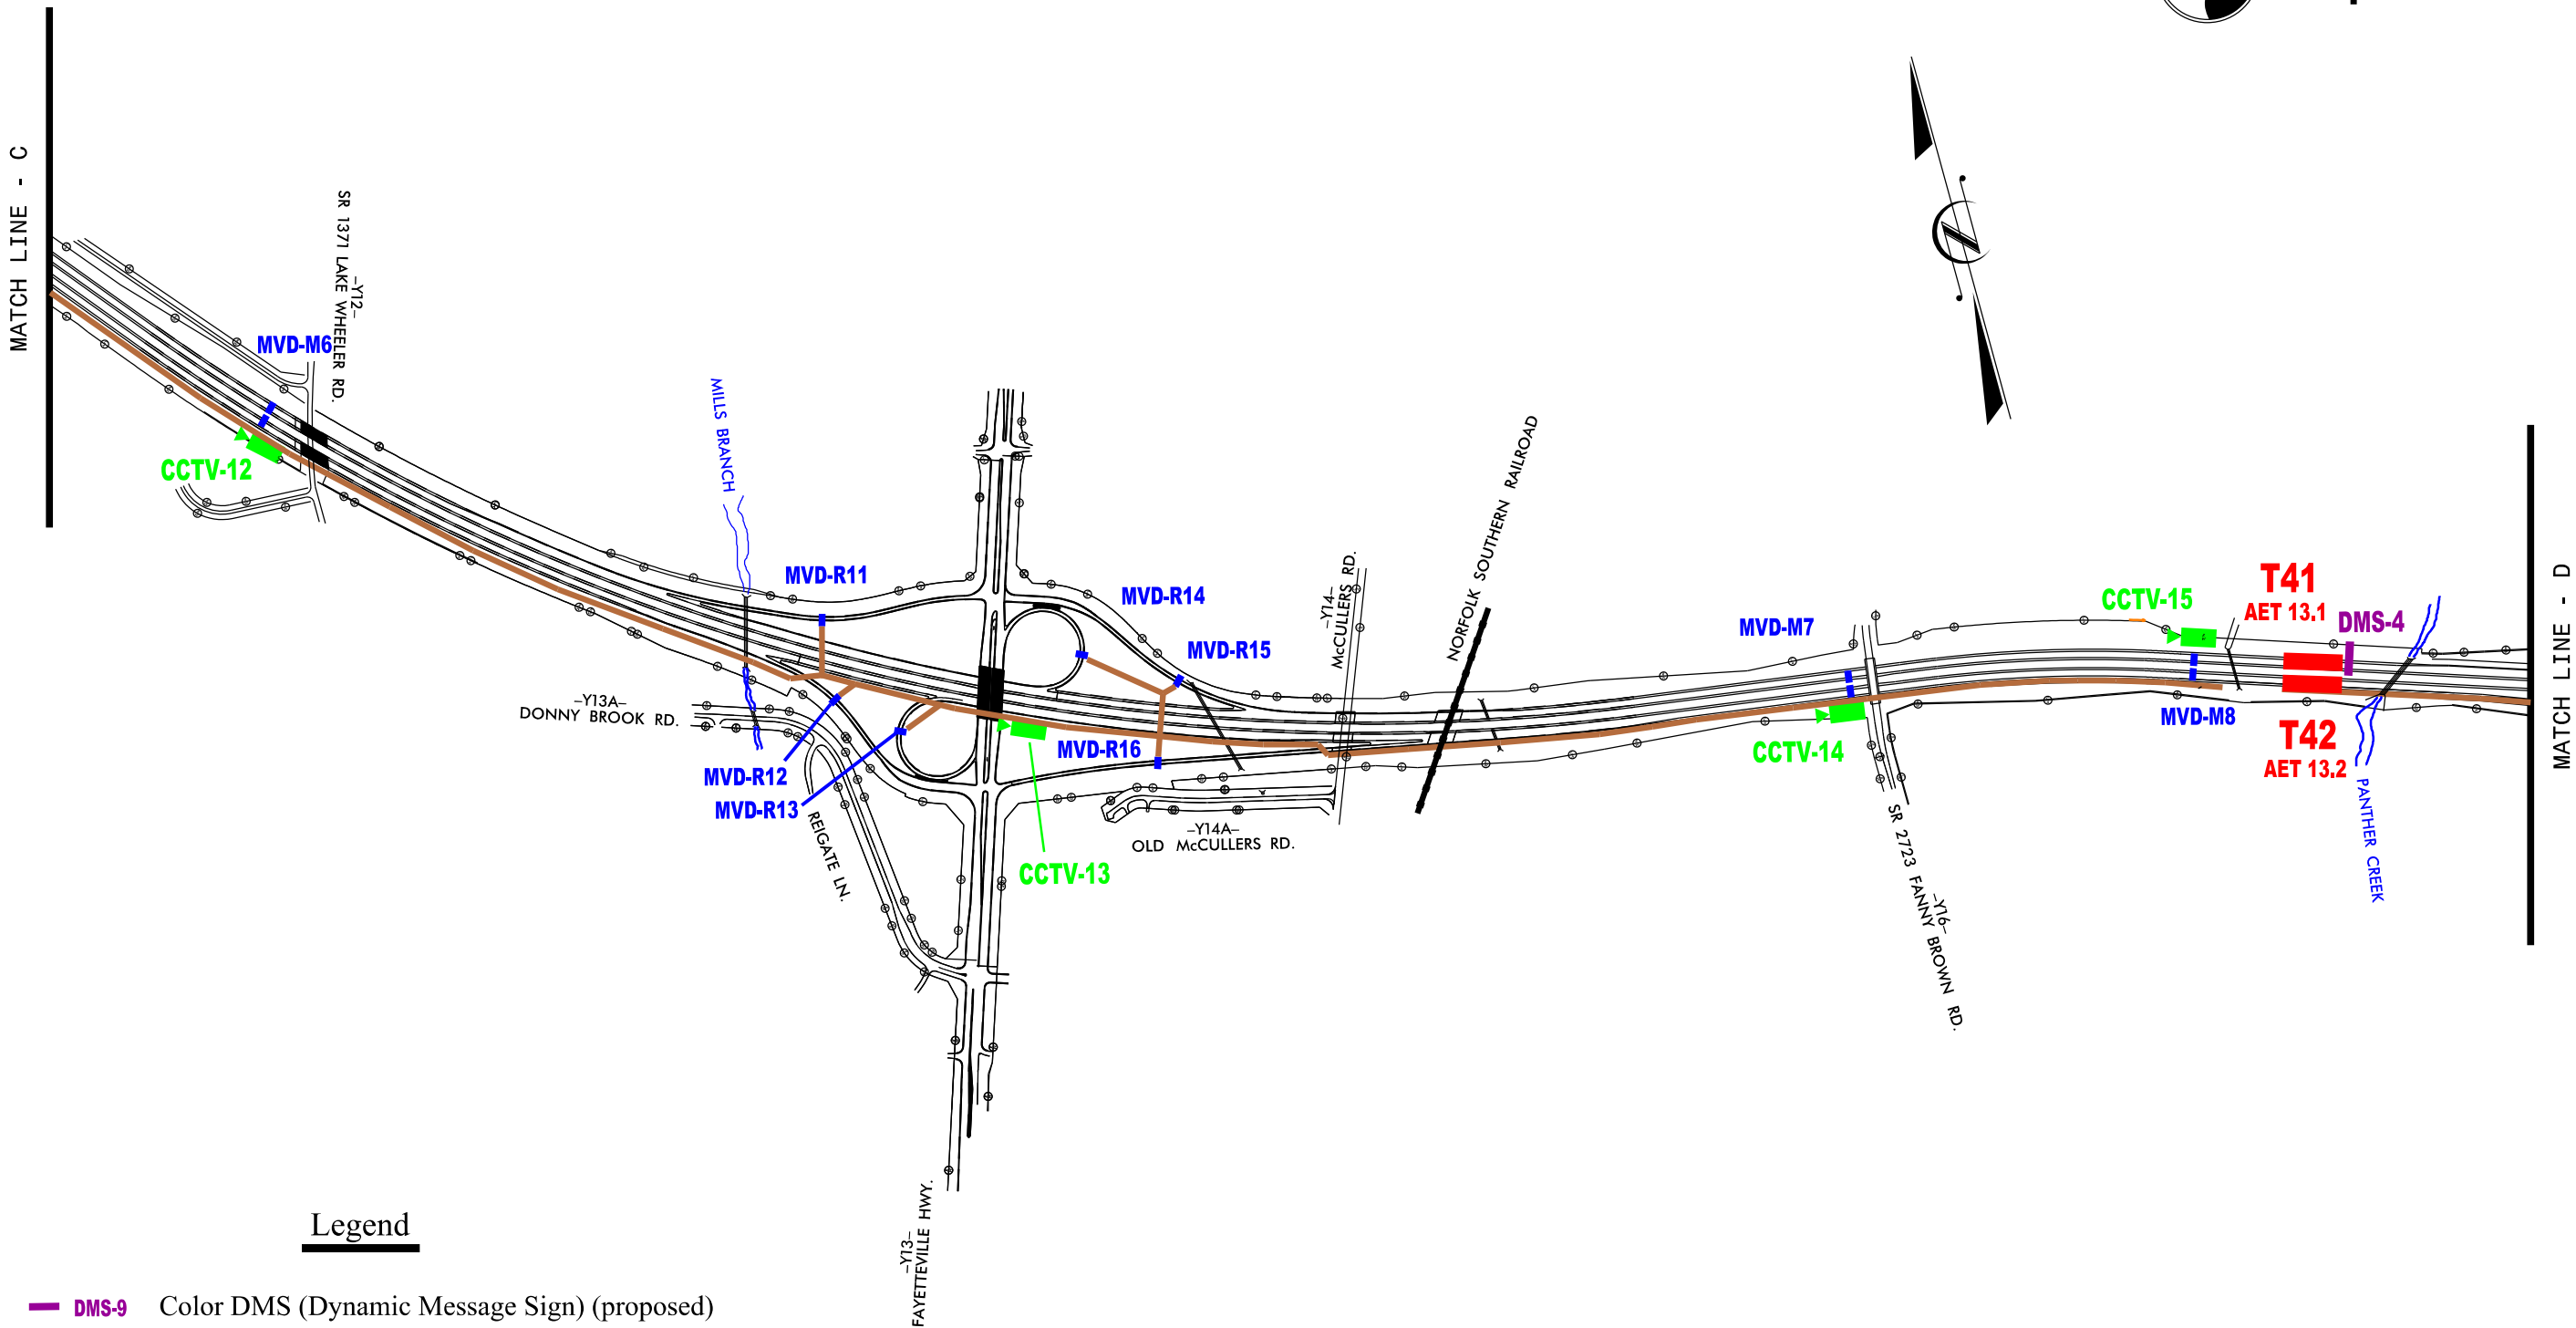 MATCH LINE - C
SR 1371 LAKE WHEELER RD.
-Y12-
MVD-M6
CCTV-12
MILLS BRANCH
MVD-R11
MVD-R14
MVD-R15
-Y14-
McCULLERS RD.
NORFOLK SOUTHERN RAILROAD
N
MVD-M7
CCTV-15
T41
AET 13.1
DMS-4
MATCH LINE - D
-Y13A-
DONNY BROOK RD.
MVD-R12
MVD-R13
MVD-R16
CCTV-14
MVD-M8
T42
AET 13.2
PANTHER CREEK
REIGATE LN.
CCTV-13
-Y14A-
OLD McCULLERS RD.
SR 2723 FANNY BROWN RD.
-Y16-
-Y13-
FAYETTEVILLE HWY.
Legend
DMS-9 Color DMS (Dynamic Message Sign) (proposed)